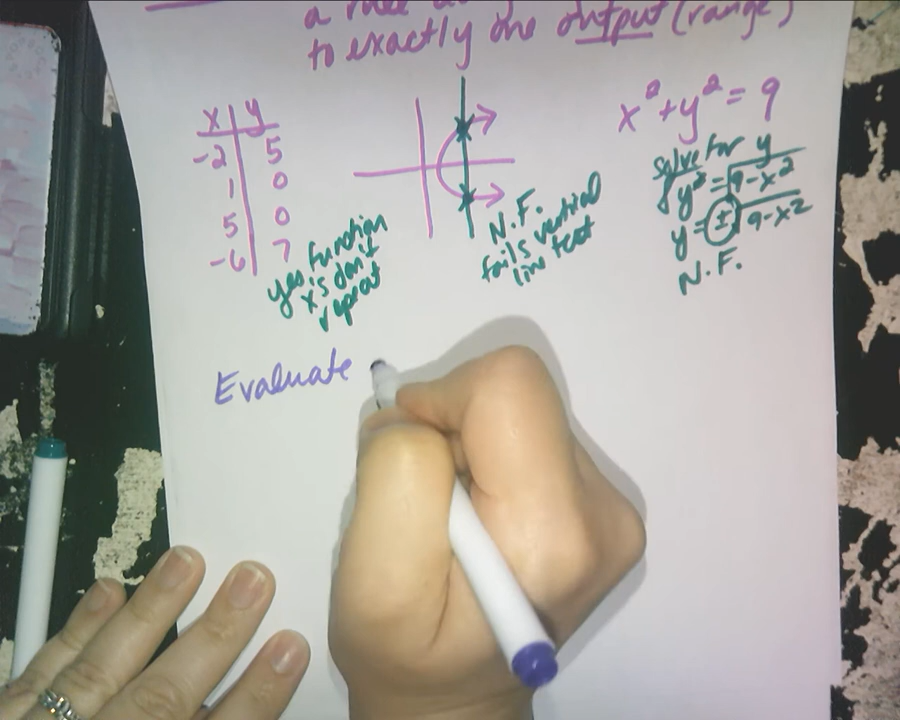 a rule
to exactly one output (range)
x y
-2 5
1 0
5 0
-6 7
yes function
x's don't
repeat
N.F.
fails vertical
line test
x² + y² = 9
solve for y
y² = 9-x²
y = ± √9-x²
N.F.
Evaluate